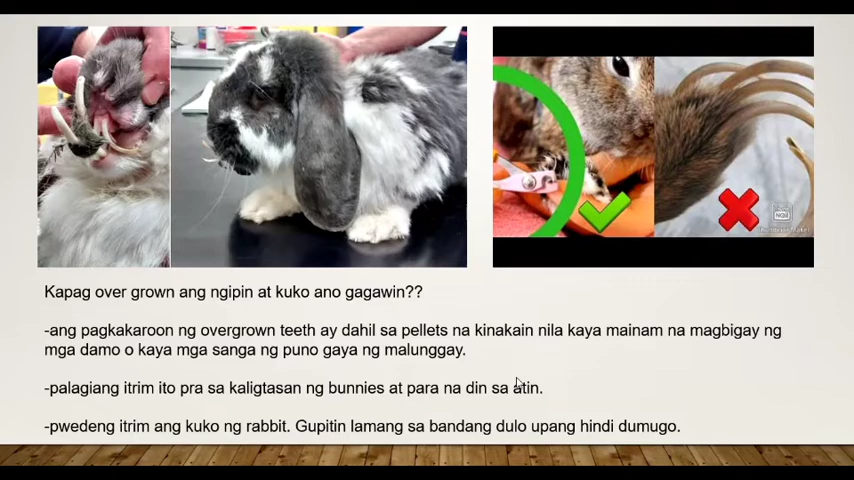 Kapag over grown ang ngipin at kuko ano gagawin??
-ang pagkakaroon ng overgrown teeth ay dahil sa pellets na kinakain nila kaya mainam na magbigay ng
mga damo o kaya mga sanga ng puno gaya ng malunggay.
-palagiang itrim ito pra sa kaligtasan ng bunnies at para na din sa atin.
-pwedeng itrim ang kuko ng rabbit. Gupitin lamang sa bandang dulo upang hindi dumugo.